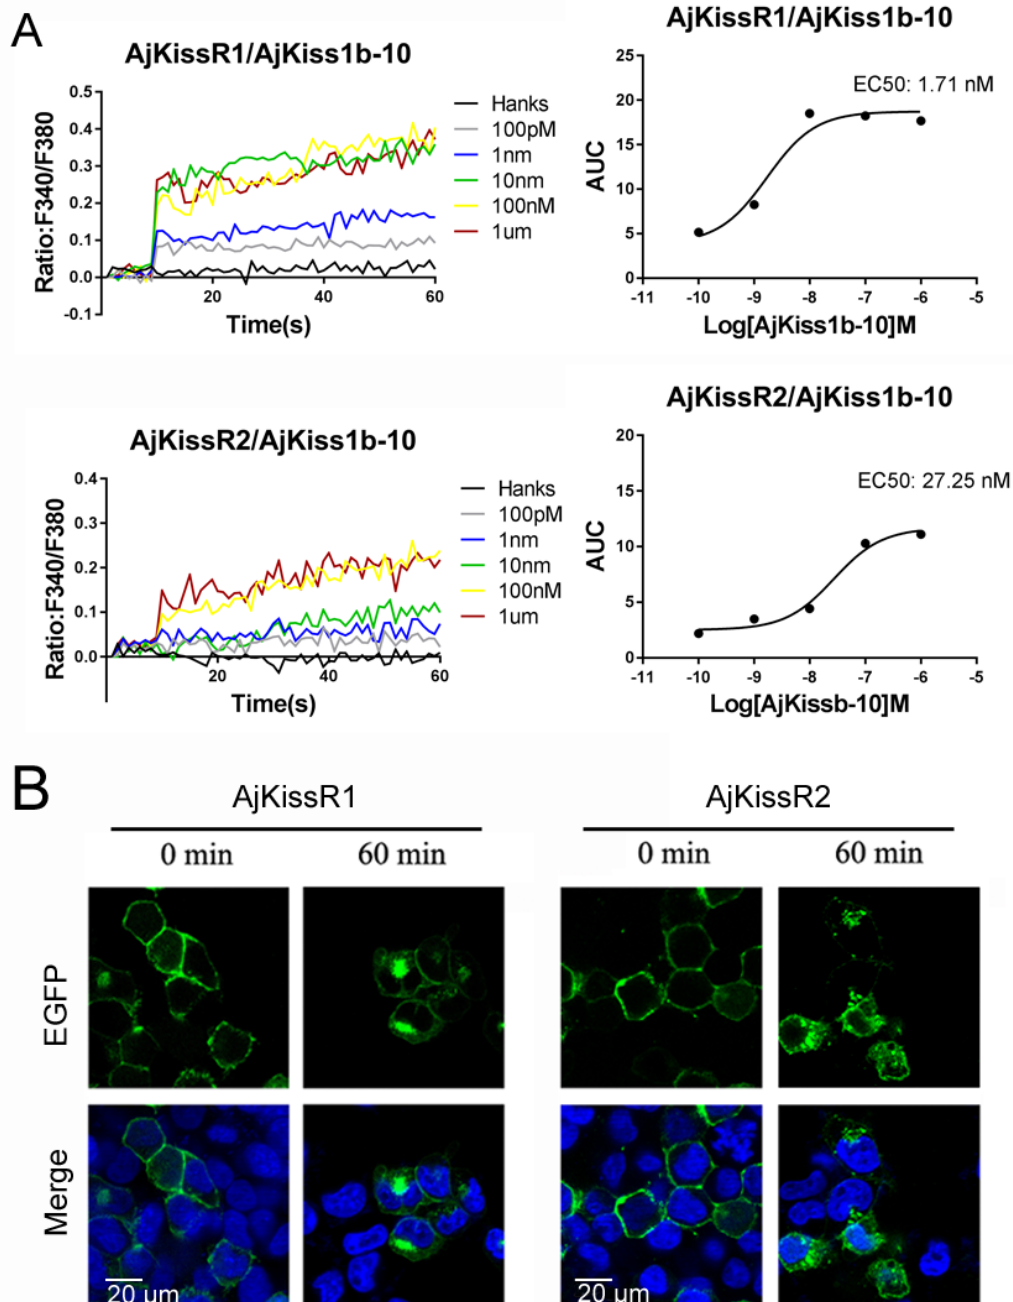 A
AjKissR1/AjKiss1b-10
Ratio:F340/F380
0.5
0.4
0.3
0.2
0.1
0.0
-0.1
20 40 60
Time(s)
Hanks
100pM
1nm
10nm
100nM
1um
AjKissR1/AjKiss1b-10
EC50: 1.71 nM
AUC
25
20
15
10
5
0
-11 -10 -9 -8 -7 -6 -5
Log[AjKiss1b-10]M
AjKissR2/AjKiss1b-10
Ratio:F340/F380
0.4
0.3
0.2
0.1
0.0
20 40 60
Time(s)
Hanks
100pM
1nm
10nm
100nM
1um
AjKissR2/AjKiss1b-10
EC50: 27.25 nM
AUC
20
15
10
5
0
-11 -10 -9 -8 -7 -6 -5
Log[AjKissb-10]M
B
AjKissR1 AjKissR2
0 min 60 min 0 min 60 min
EGFP
Merge
20 µm 20 µm